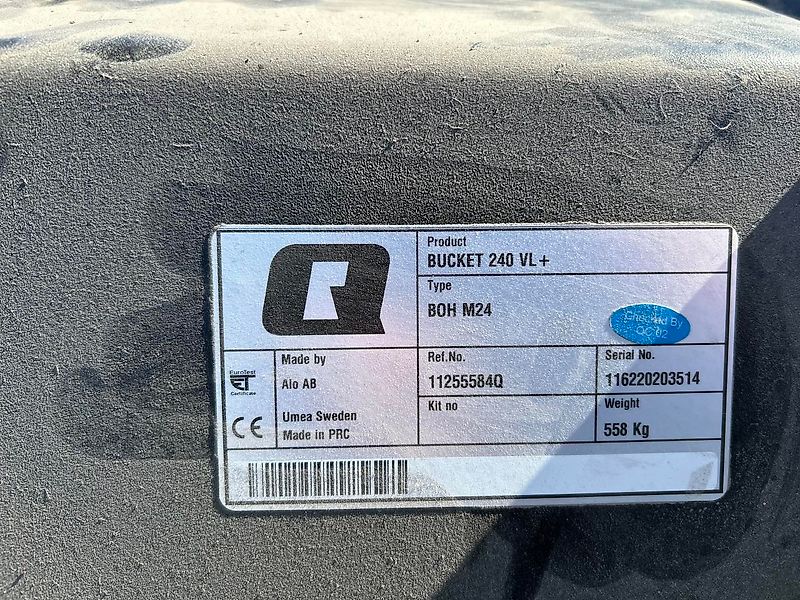 Product
BUCKET 240 VL+
Type
BOH M24
Checked By
QC 02
EuroTest
ET
Certificate
CE
Made by
Alo AB
Umea Sweden
Made in PRC
Ref.No.
11255584Q
Serial No.
116220203514
Kit no
Weight
558 Kg